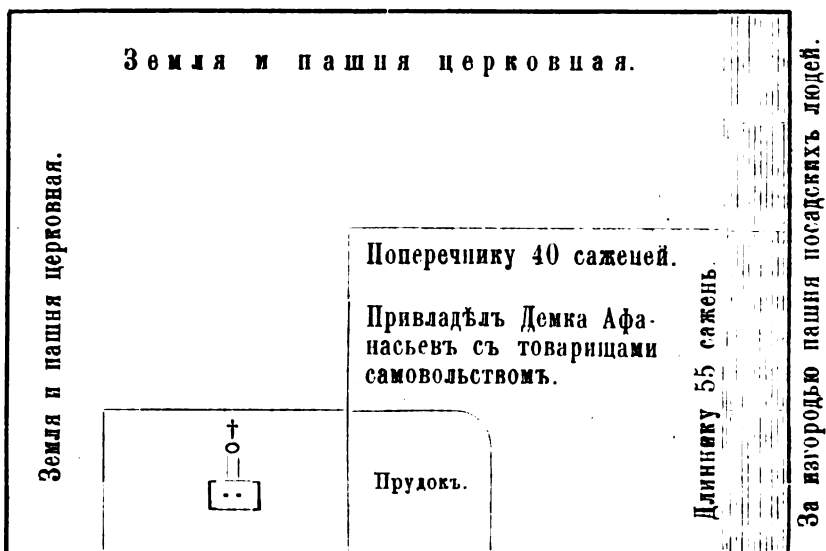 Земля и пашня церковная.
Земля и пашня церковная.
Поперечнику 40 саженей.
Привладѣлъ Демка Афа-
насьевъ съ товарищами
самовольствомъ.
Длиннику 55 сажень.
Прудокъ.
За изгородью пашня посадскихъ людей.